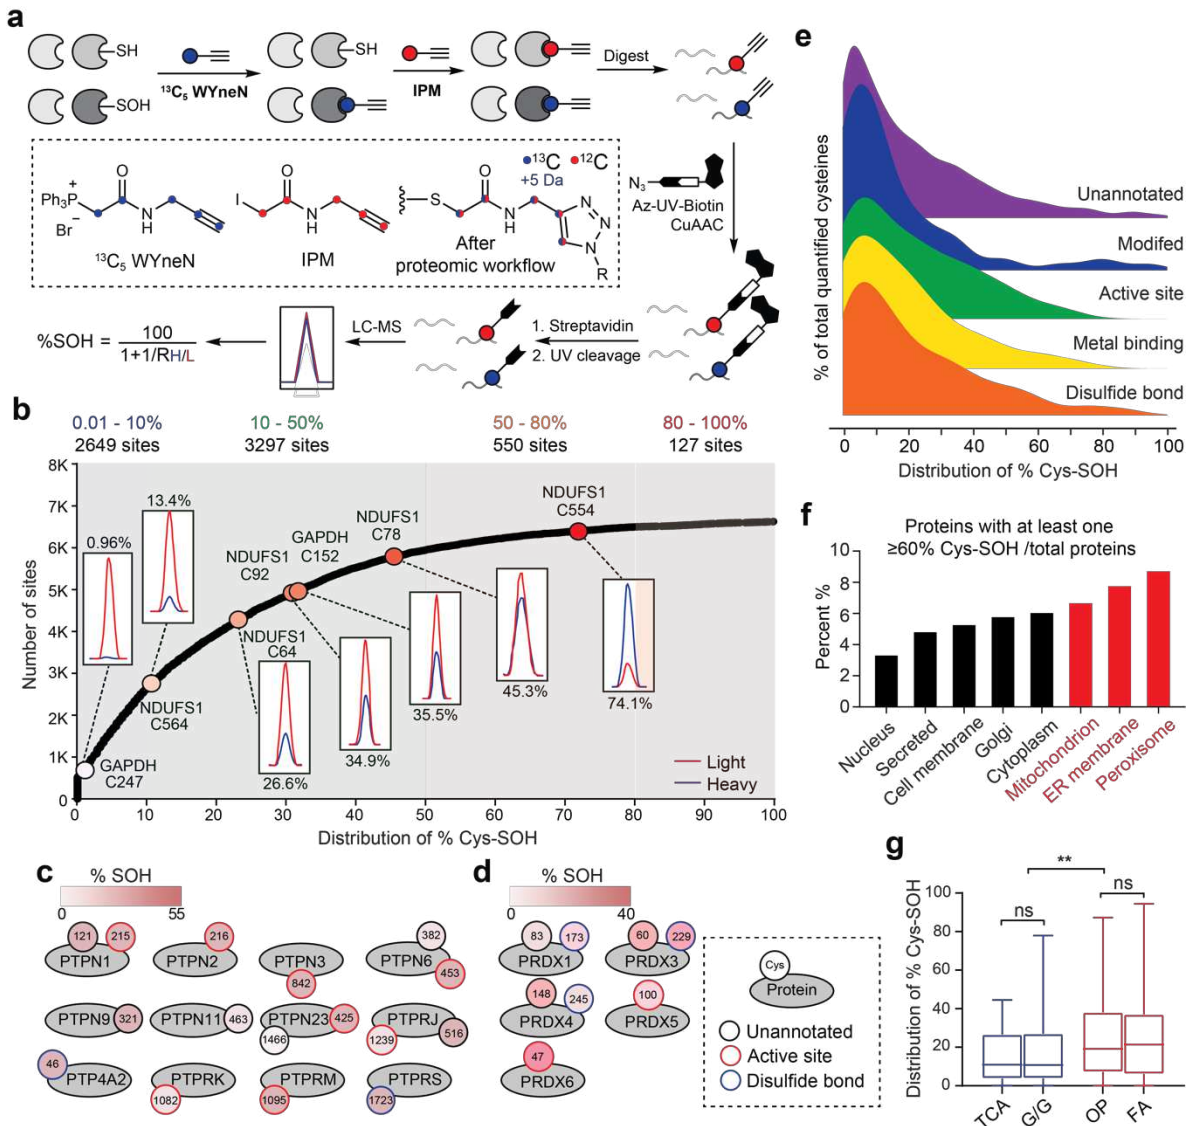 a
SH
SOH
¹³C₅ WYneN
SH
IPM
Digest
¹³C ¹²C
+5 Da
Ph₃P
+
Br
−
O
N
H
¹³C₅ WYneN
I
O
N
H
IPM
S
O
N
H
N
N
N
R
After
proteomic workflow
N₃
Az-UV-Biotin
CuAAC
1. Streptavidin
2. UV cleavage
LC-MS
%SOH =
100
1+1/RH/L
b
0.01 - 10%
2649 sites
10 - 50%
3297 sites
50 - 80%
550 sites
80 - 100%
127 sites
Number of sites
8K
7K
6K
5K
4K
3K
2K
1K
0
0.96%
13.4%
GAPDH
C247
NDUFS1
C564
NDUFS1
C64
NDUFS1
C92
GAPDH
C152
NDUFS1
C78
NDUFS1
C554
26.6%
34.9%
35.5%
45.3%
74.1%
Light
Heavy
0 10 20 30 40 50 60 70 80 90 100
Distribution of % Cys-SOH
c
% SOH
0 55
121 215
PTPN1
216
PTPN2
PTPN3
842
382
PTPN6
453
PTPN9
321
PTPN11
463
PTPN23
425
1466
PTPRJ
1239
516
46
PTP4A2
PTPRK
1082
PTPRM
1095
PTPRS
1723
d
% SOH
0 40
83 173
PRDX1
60 229
PRDX3
148 245
PRDX4
100
PRDX5
47
PRDX6
Cys
Protein
Unannotated
Active site
Disulfide bond
e
% of total quantified cysteines
Unannotated
Modifed
Active site
Metal binding
Disulfide bond
0 20 40 60 80 100
Distribution of % Cys-SOH
f
Proteins with at least one
≥60% Cys-SOH /total proteins
Percent %
10
8
6
4
2
0
Nucleus
Secreted
Cell membrane
Golgi
Cytoplasm
Mitochondrion
ER membrane
Peroxisome
g
Distribution of % Cys-SOH
100
80
60
40
20
0
**
ns
ns
TCA
G/G
OP
FA